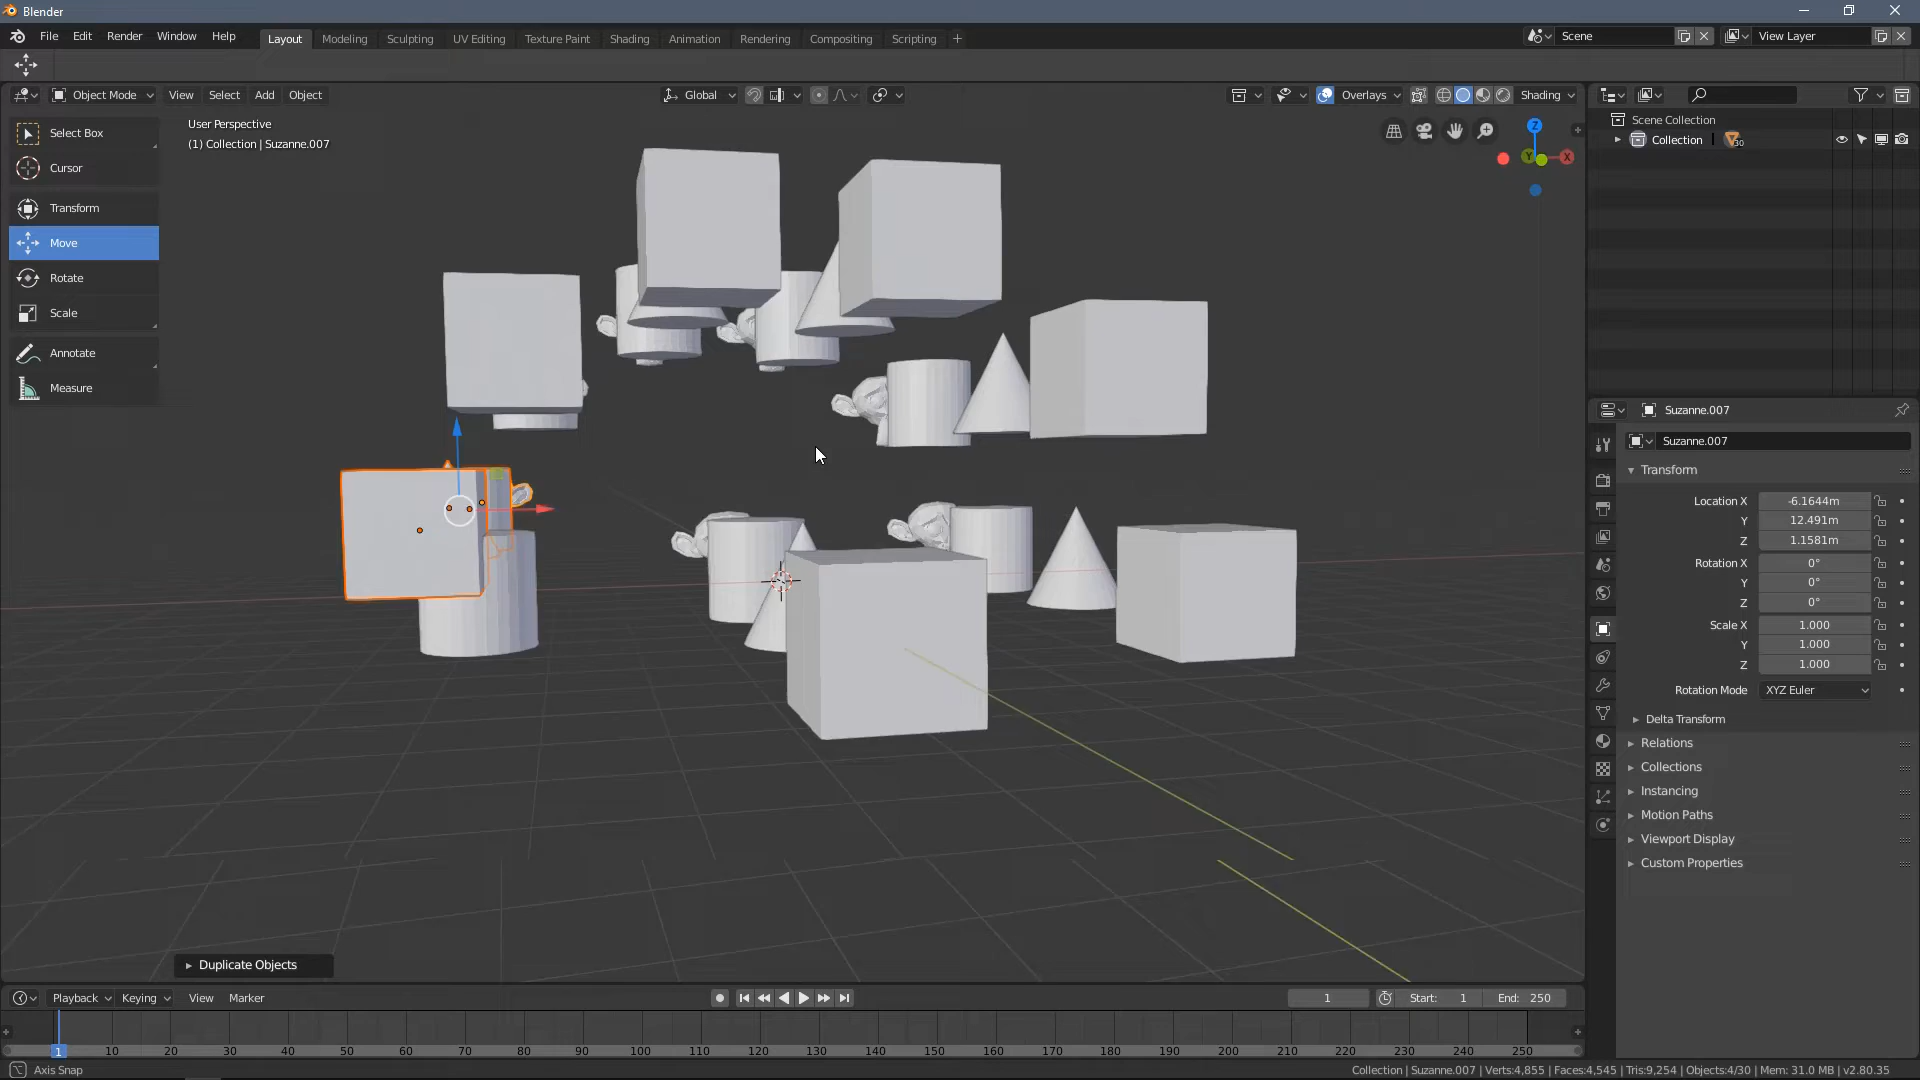 Blender
File Edit Render Window Help Layout Modeling Sculpting UV Editing Texture Paint Shading Animation Rendering Compositing Scripting + Scene View Layer
Object Mode View Select Add Object Global Overlays Shading
User Perspective
(1) Collection | Suzanne.007
Select Box
Cursor
Transform
Move
Rotate
Scale
Annotate
Measure
Z
Y
X
Scene Collection
Collection 30
Suzanne.007
Suzanne.007
Transform
Location X -6.1644m
Y 12.491m
Z 1.1581m
Rotation X 0°
Y 0°
Z 0°
Scale X 1.000
Y 1.000
Z 1.000
Rotation Mode XYZ Euler
Delta Transform
Relations
Collections
Instancing
Motion Paths
Viewport Display
Custom Properties
Duplicate Objects
Playback Keying View Marker 1 Start: 1 End: 250
1 10 20 30 40 50 60 70 80 90 100 110 120 130 140 150 160 170 180 190 200 210 220 230 240 250
Axis Snap
Collection | Suzanne.007 | Verts:4,855 | Faces:4,545 | Tris:9,254 | Objects:4/30 | Mem: 31.0 MB | v2.80.35